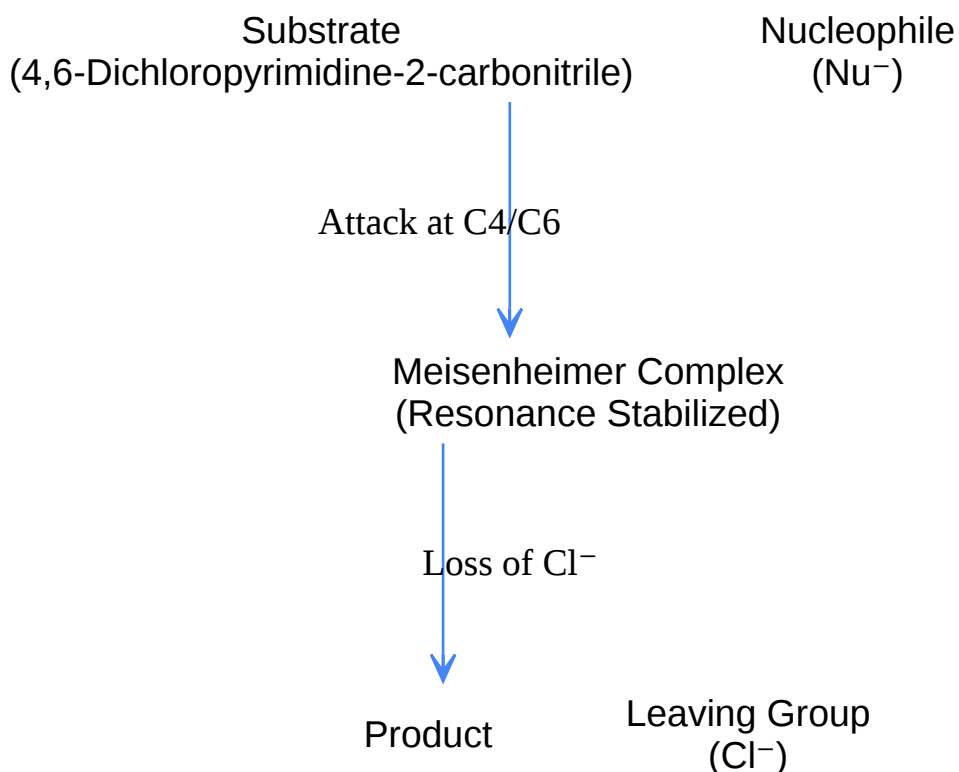 Substrate
(4,6-Dichloropyrimidine-2-carbonitrile)
Nucleophile
(Nu⁻)
Attack at C4/C6
Meisenheimer Complex
(Resonance Stabilized)
Loss of Cl⁻
Product
Leaving Group
(Cl⁻)